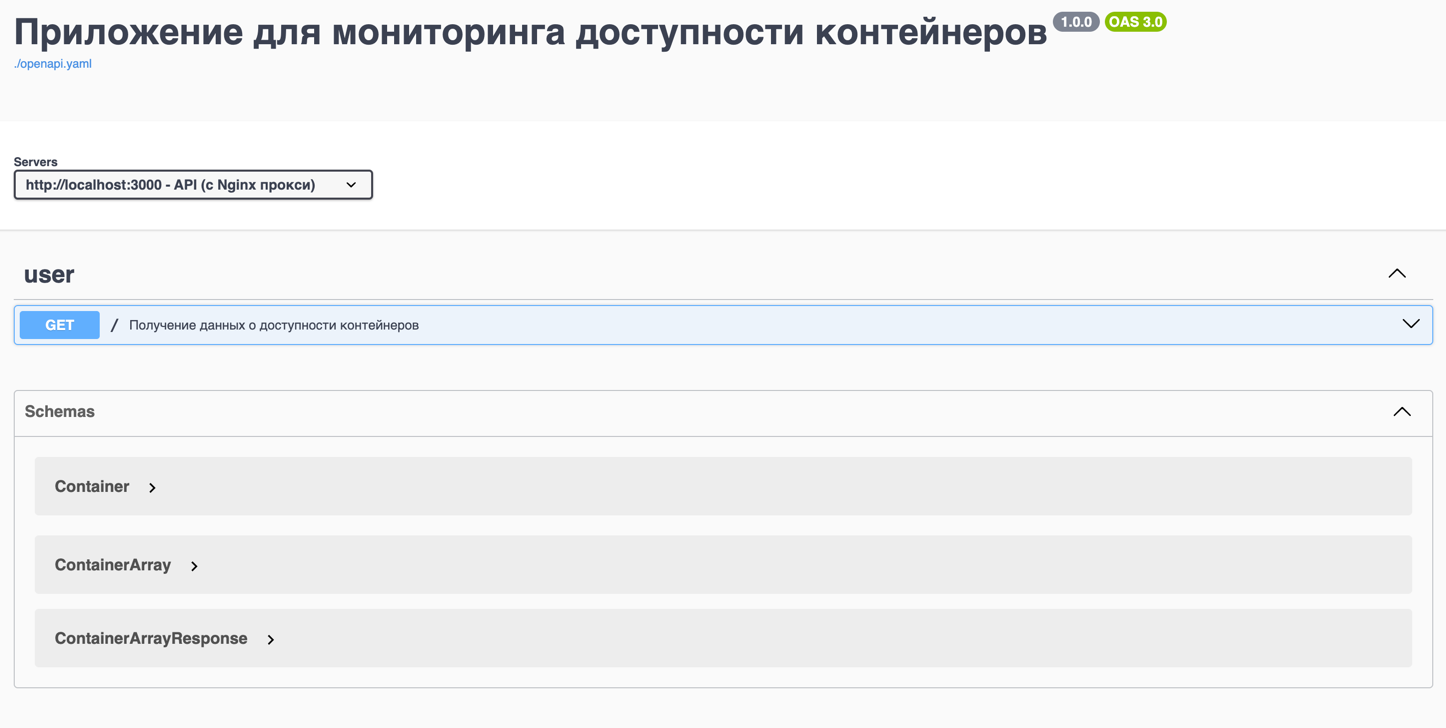 Приложение для мониторинга доступности контейнеров 1.0.0 OAS 3.0
./openapi.yaml
Servers
http://localhost:3000 - API (с Nginx прокси)
user
GET / Получение данных о доступности контейнеров
Schemas
Container
ContainerArray
ContainerArrayResponse